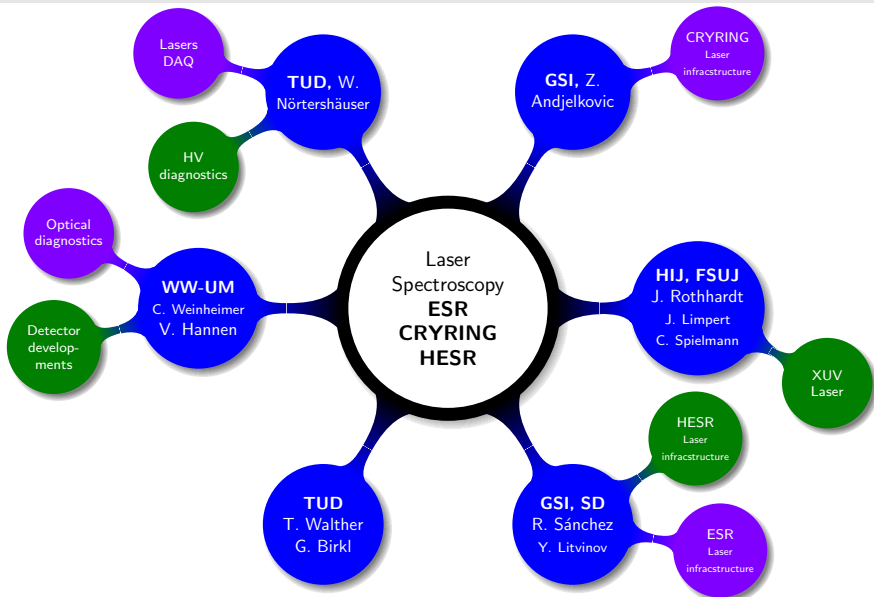 Lasers
DAQ
TUD, W.
Nörtershäuser
HV
diagnostics
GSI, Z.
Andjelkovic
CRYRING
Laser
infracstructure
Optical
diagnostics
WW-UM
C. Weinheimer
V. Hannen
Detector
develop-
ments
Laser
Spectroscopy
ESR
CRYRING
HESR
HIJ, FSUJ
J. Rothhardt
J. Limpert
C. Spielmann
XUV
Laser
TUD
T. Walther
G. Birkl
GSI, SD
R. Sánchez
Y. Litvinov
HESR
Laser
infracstructure
ESR
Laser
infracstructure